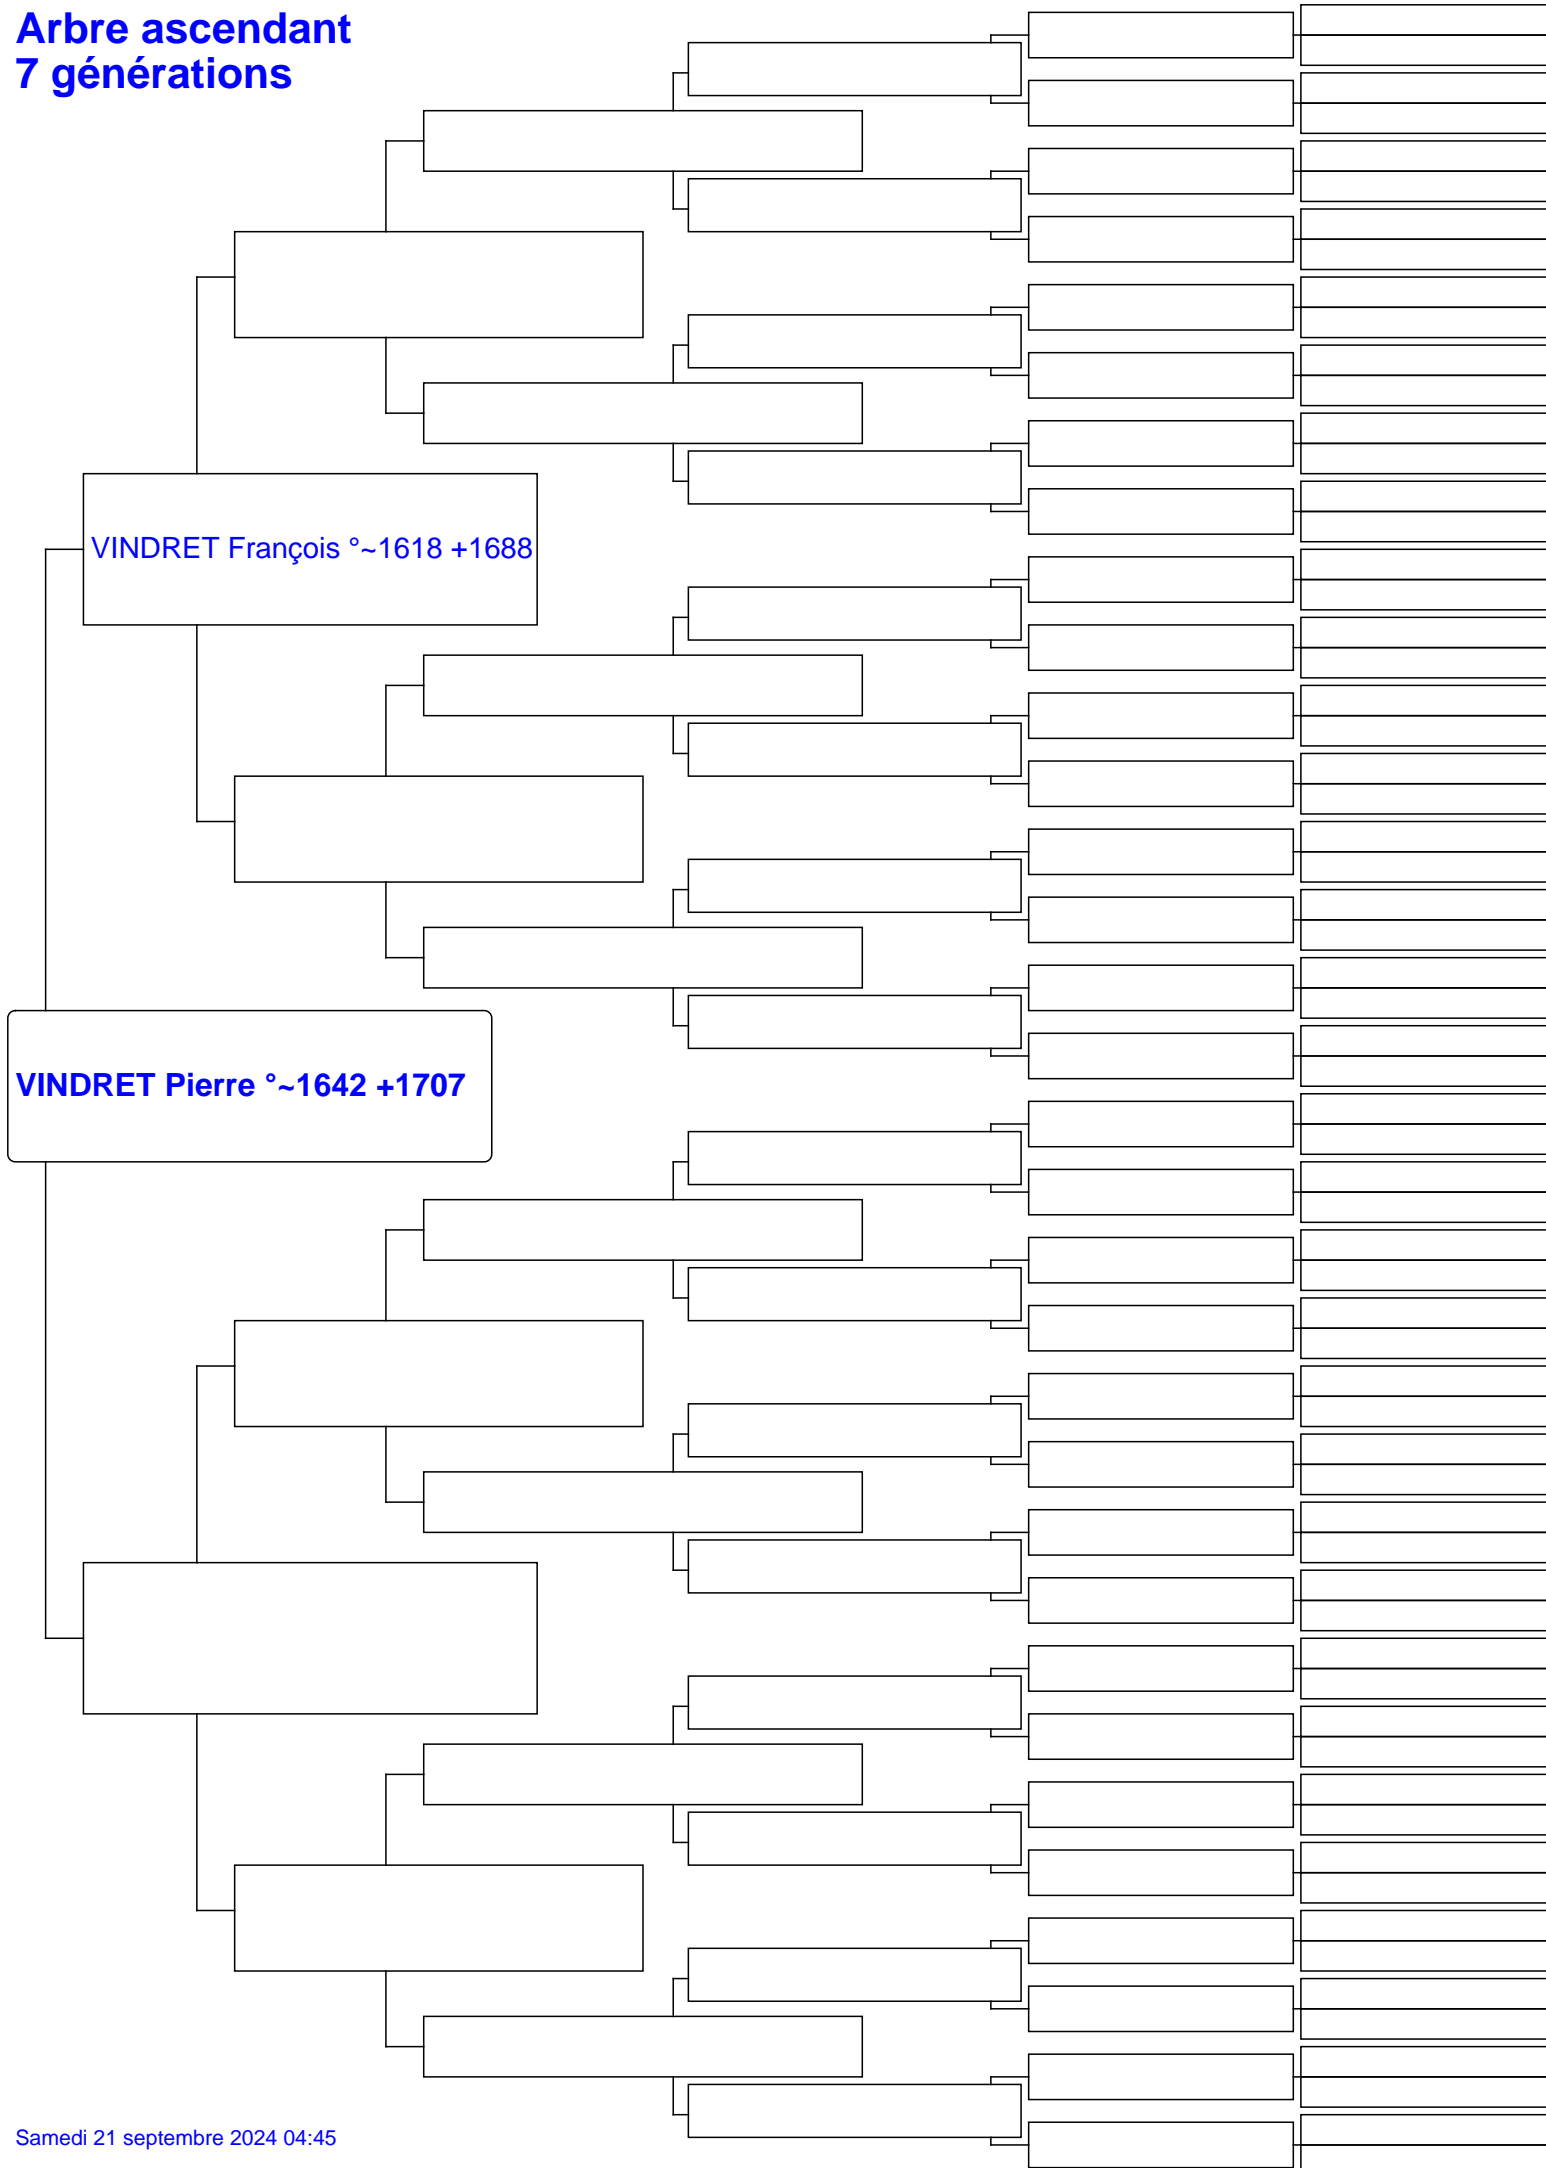 Arbre ascendant
7 générations
VINDRET François °~1618 +1688
VINDRET Pierre °~1642 +1707
Samedi 21 septembre 2024 04:45